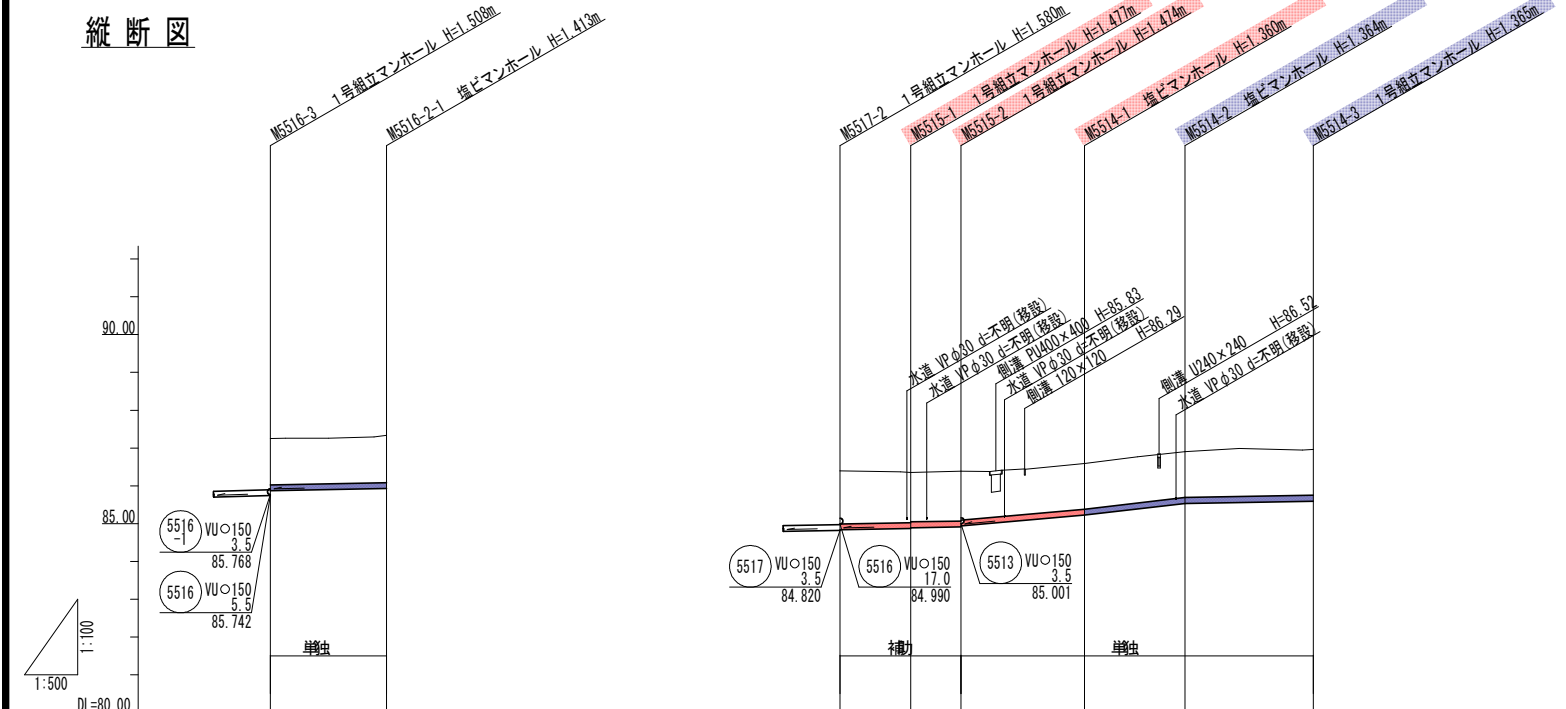 縦断図
M5516-3 1号組立マンホール H=1.508m
M5516-2-1 塩ビマンホール H=1.413m
M5517-2 1号組立マンホール H=1.580m
M5515-1 1号組立マンホール H=1.477m
M5515-2 1号組立マンホール H=1.474m
M5514-1 塩ビマンホール H=1.360m
M5514-2 塩ビマンホール H=1.364m
M5514-3 1号組立マンホール H=1.365m
90.00
水道 VPφ30 d=不明(移設)
水道 VPφ30 d=不明(移設)
側溝 PU400×400 H=85.83
水道 VPφ30 d=不明(移設)
側溝 120×120 H=86.29
側溝 U240×240 H=86.52
水道 VPφ30 d=不明(移設)
85.00
5516
-1
VU○150
3.5
85.768
5516
VU○150
5.5
85.742
5517
VU○150
3.5
84.820
5516
VU○150
17.0
84.990
5513
VU○150
3.5
85.001
単独
補助
単独
1:100
1:500
DL=80.00